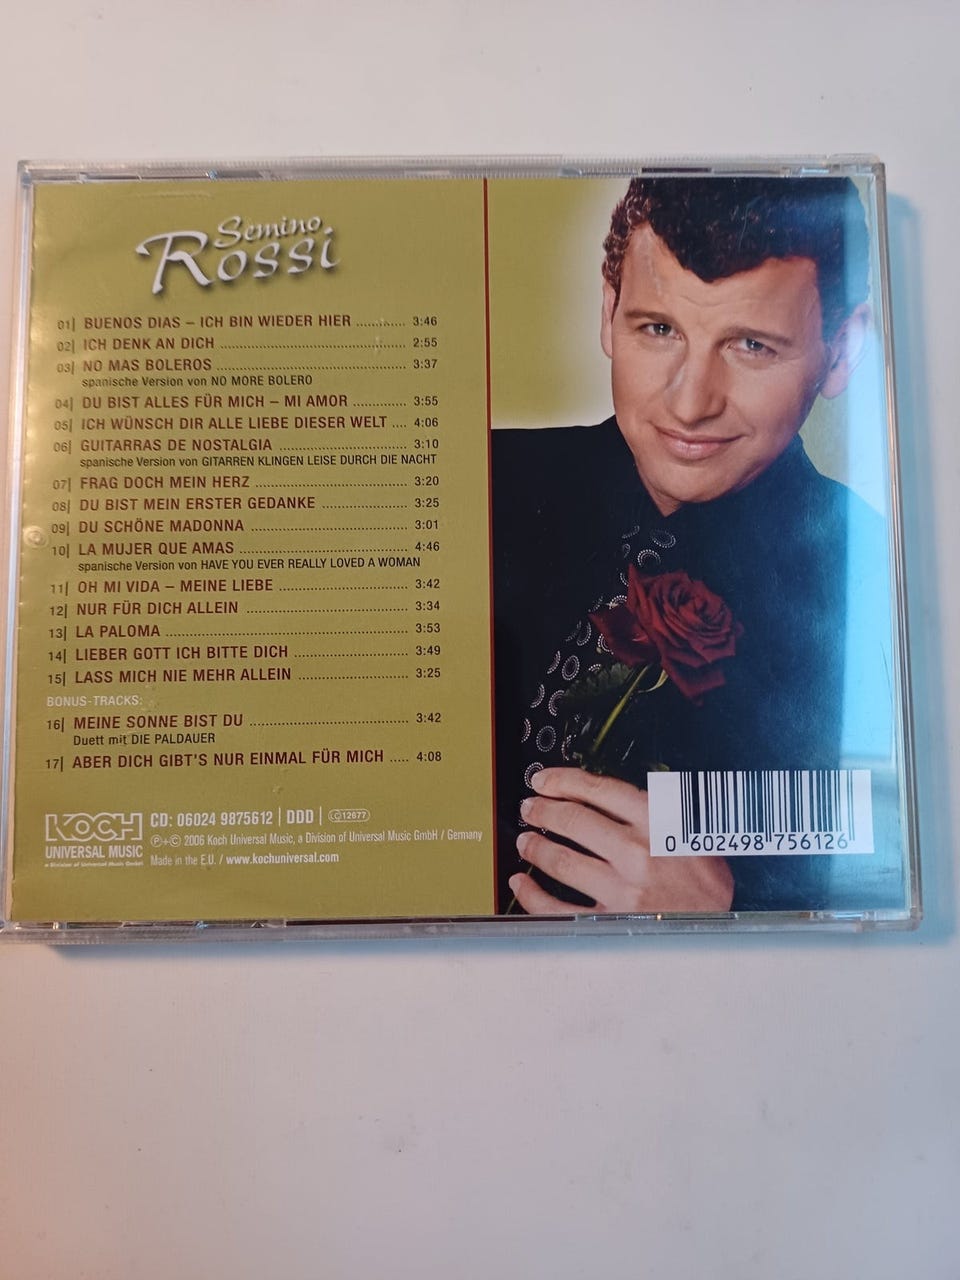 Semino
Rossi
01| BUENOS DIAS – ICH BIN WIEDER HIER ............ 3:46
02| ICH DENK AN DICH ............ 2:55
03| NO MAS BOLEROS ............ 3:37
spanische Version von NO MORE BOLERO
04| DU BIST ALLES FÜR MICH – MI AMOR ............ 3:55
05| ICH WÜNSCH DIR ALLE LIEBE DIESER WELT .... 4:06
06| GUITARRAS DE NOSTALGIA ............ 3:10
spanische Version von GITARREN KLINGEN LEISE DURCH DIE NACHT
07| FRAG DOCH MEIN HERZ ............ 3:20
08| DU BIST MEIN ERSTER GEDANKE ............ 3:25
09| DU SCHÖNE MADONNA ............ 3:01
10| LA MUJER QUE AMAS ............ 4:46
spanische Version von HAVE YOU EVER REALLY LOVED A WOMAN
11| OH MI VIDA – MEINE LIEBE ............ 3:42
12| NUR FÜR DICH ALLEIN ............ 3:34
13| LA PALOMA ............ 3:53
14| LIEBER GOTT ICH BITTE DICH ............ 3:49
15| LASS MICH NIE MEHR ALLEIN ............ 3:25
BONUS-TRACKS:
16| MEINE SONNE BIST DU ............ 3:42
Duett mit DIE PALDAUER
17| ABER DICH GIBT'S NUR EINMAL FÜR MICH ..... 4:08
KOCH
UNIVERSAL MUSIC
a Division of Universal Music GmbH
CD: 06024 9875612 | DDD | LC 12677
℗+© 2006 Koch Universal Music, a Division of Universal Music GmbH / Germany
Made in the E.U. / www.kochuniversal.com
0 602498 756126